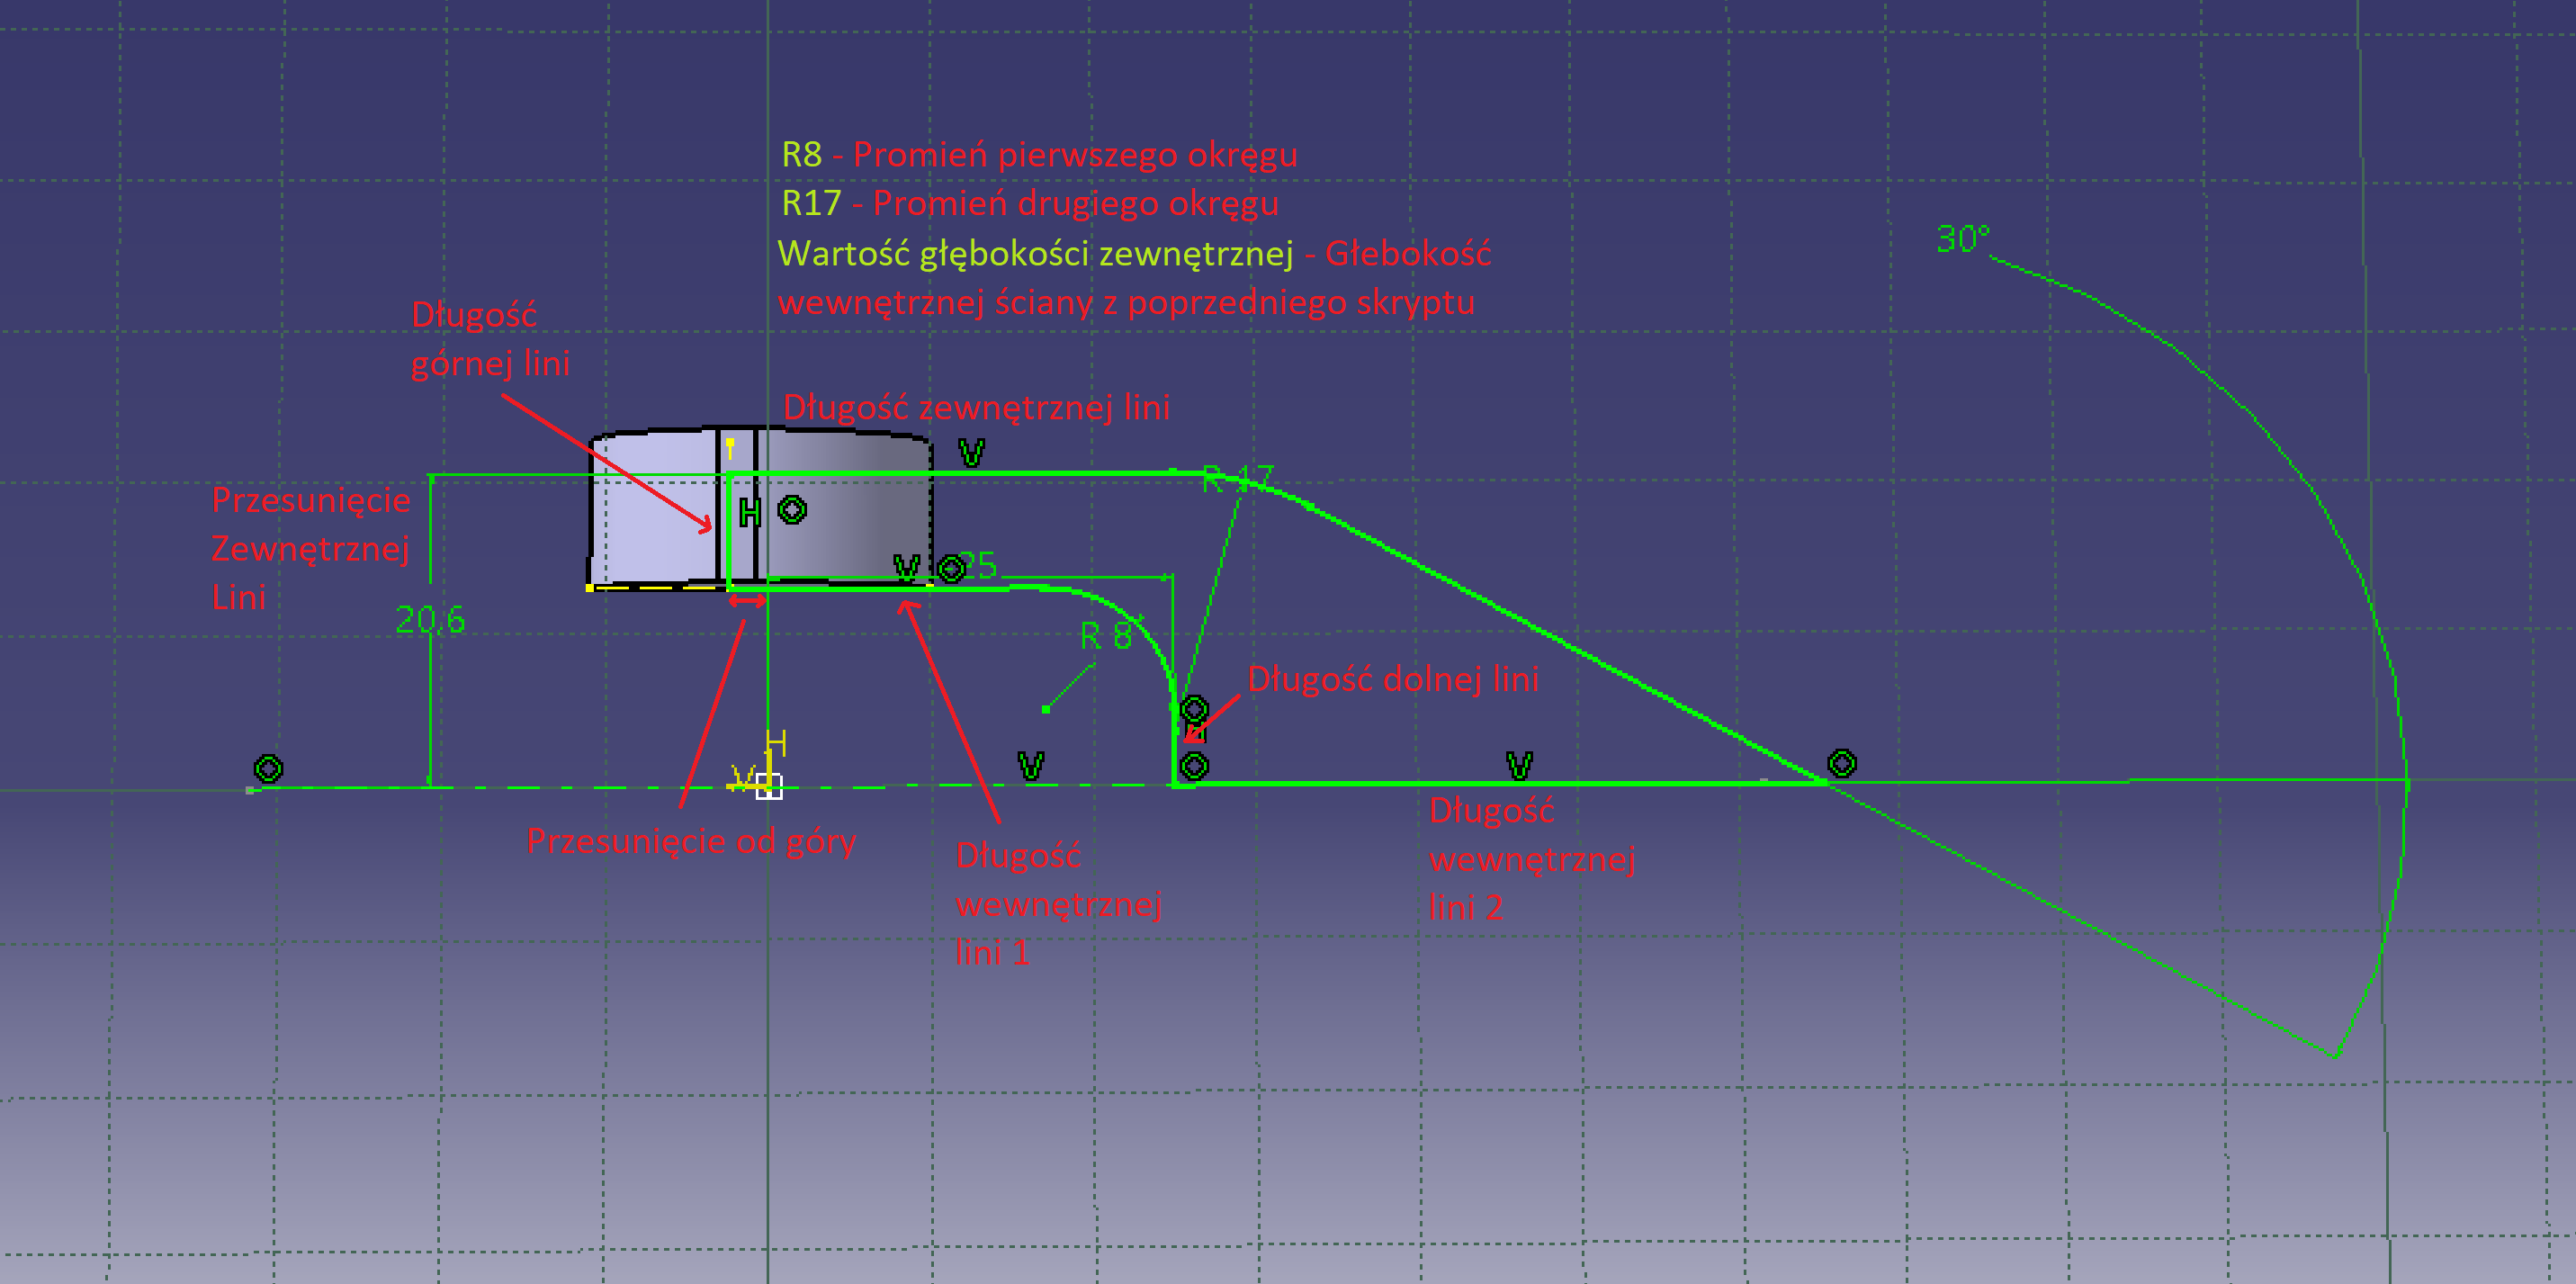 R8 - Promień pierwszego okręgu
R17 - Promień drugiego okręgu
Wartość głębokości zewnętrznej - Głebokość
wewnętrznej ściany z poprzedniego skryptu
30°
Długość
górnej lini
Długość zewnętrznej lini
V
R 17
Przesunięcie
Zewnętrznej
Lini
H
V
25
20.6
R 8
Długość dolnej lini
H
H
V
V
V
Przesunięcie od góry
Długość
wewnętrznej
lini 1
Długość
wewnętrznej
lini 2